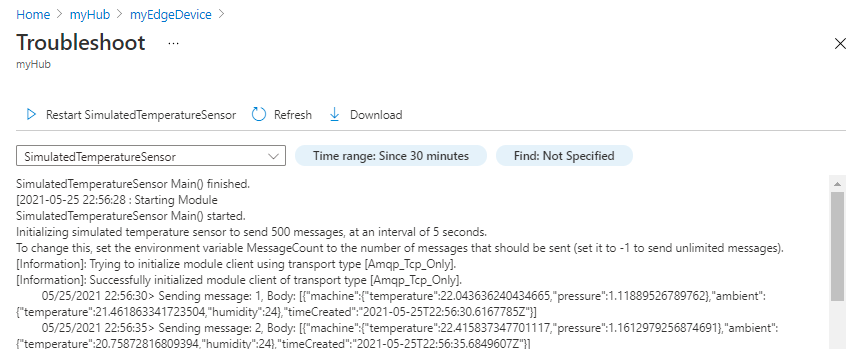 Home > myHub > myEdgeDevice >
Troubleshoot ...
myHub
Restart SimulatedTemperatureSensor Refresh Download
SimulatedTemperatureSensor Time range: Since 30 minutes Find: Not Specified
SimulatedTemperatureSensor Main() finished.
[2021-05-25 22:56:28 : Starting Module
SimulatedTemperatureSensor Main() started.
Initializing simulated temperature sensor to send 500 messages, at an interval of 5 seconds.
To change this, set the environment variable MessageCount to the number of messages that should be sent (set it to -1 to send unlimited messages).
[Information]: Trying to initialize module client using transport type [Amqp_Tcp_Only].
[Information]: Successfully initialized module client of transport type [Amqp_Tcp_Only].
05/25/2021 22:56:30> Sending message: 1, Body: [{"machine":{"temperature":22.043636240434665,"pressure":1.11889526789762},"ambient":
{"temperature":21.461863341723504,"humidity":24},"timeCreated":"2021-05-25T22:56:30.6167785Z"}]
05/25/2021 22:56:35> Sending message: 2, Body: [{"machine":{"temperature":22.415837347701117,"pressure":1.1612979256874691},"ambient":
{"temperature":20.75872816809394,"humidity":24},"timeCreated":"2021-05-25T22:56:35.6849607Z"}]